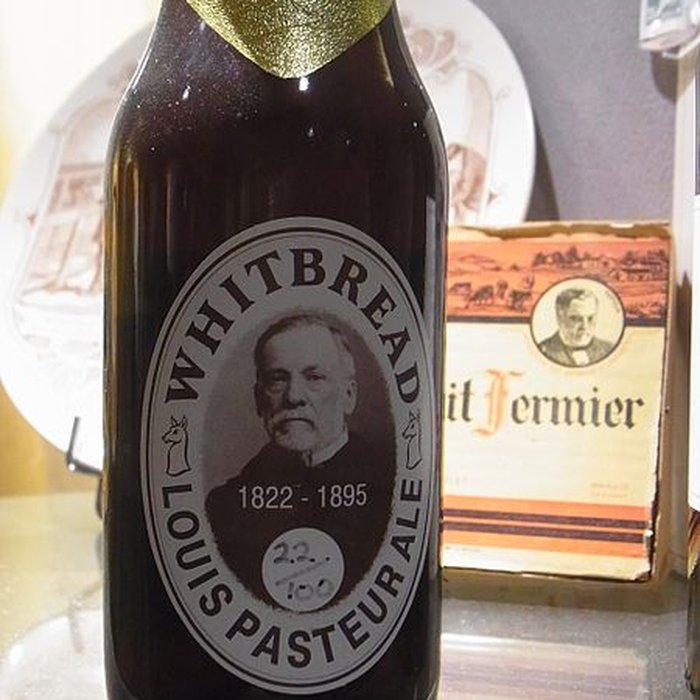 WHITBREAD
1822 - 1895
22
100
LOUIS PASTEUR ALE
it Fermier